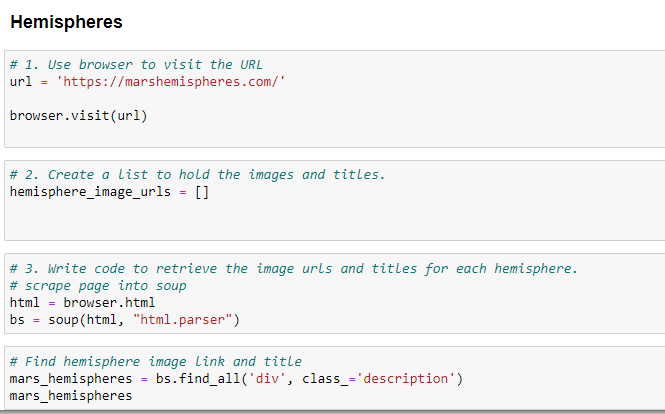 Hemispheres
# 1. Use browser to visit the URL
url = 'https://marshemispheres.com/'
browser.visit(url)
# 2. Create a list to hold the images and titles.
hemisphere_image_urls = []
# 3. Write code to retrieve the image urls and titles for each hemisphere.
# scrape page into soup
html = browser.html
bs = soup(html, "html.parser")
# Find hemisphere image link and title
mars_hemispheres = bs.find_all('div', class_='description')
mars_hemispheres